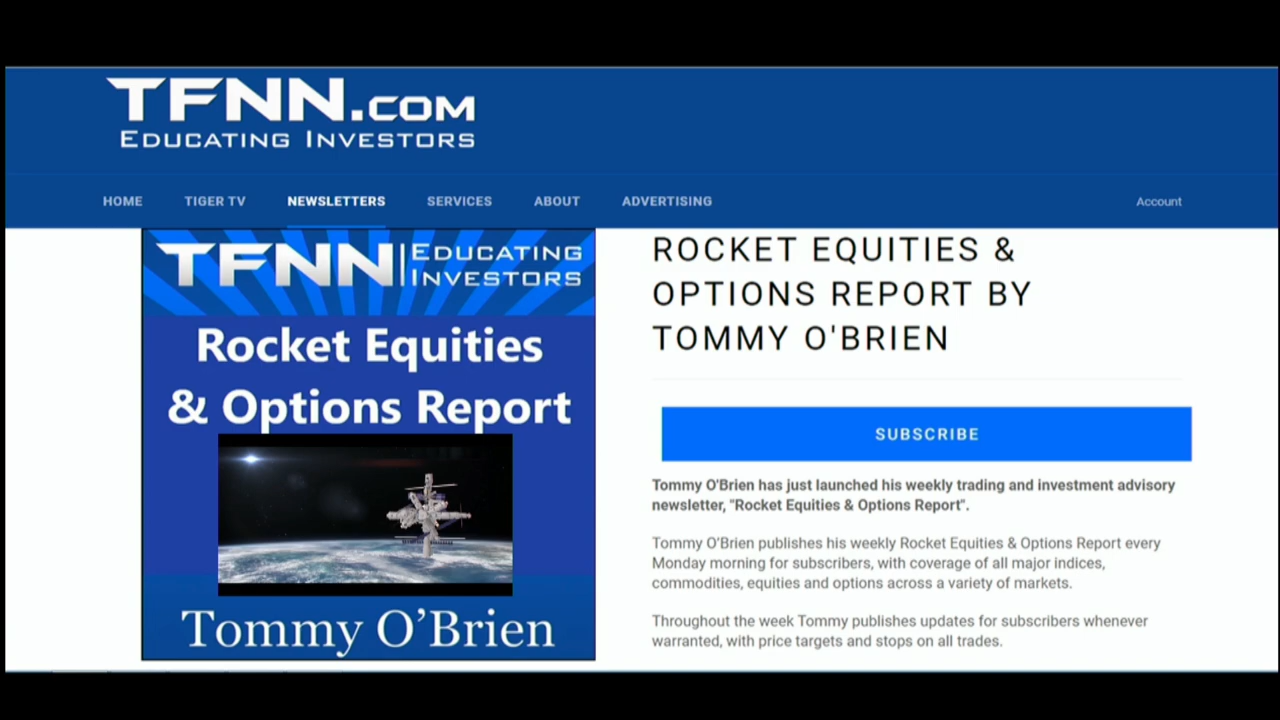 TFNN.COM
EDUCATING INVESTORS
HOME TIGER TV NEWSLETTERS SERVICES ABOUT ADVERTISING Account
TFNN EDUCATING
INVESTORS
Rocket Equities
& Options Report
Tommy O’Brien
ROCKET EQUITIES &
OPTIONS REPORT BY
TOMMY O'BRIEN
SUBSCRIBE
Tommy O'Brien has just launched his weekly trading and investment advisory
newsletter, "Rocket Equities & Options Report".
Tommy O’Brien publishes his weekly Rocket Equities & Options Report every
Monday morning for subscribers, with coverage of all major indices,
commodities, equities and options across a variety of markets.
Throughout the week Tommy publishes updates for subscribers whenever
warranted, with price targets and stops on all trades.